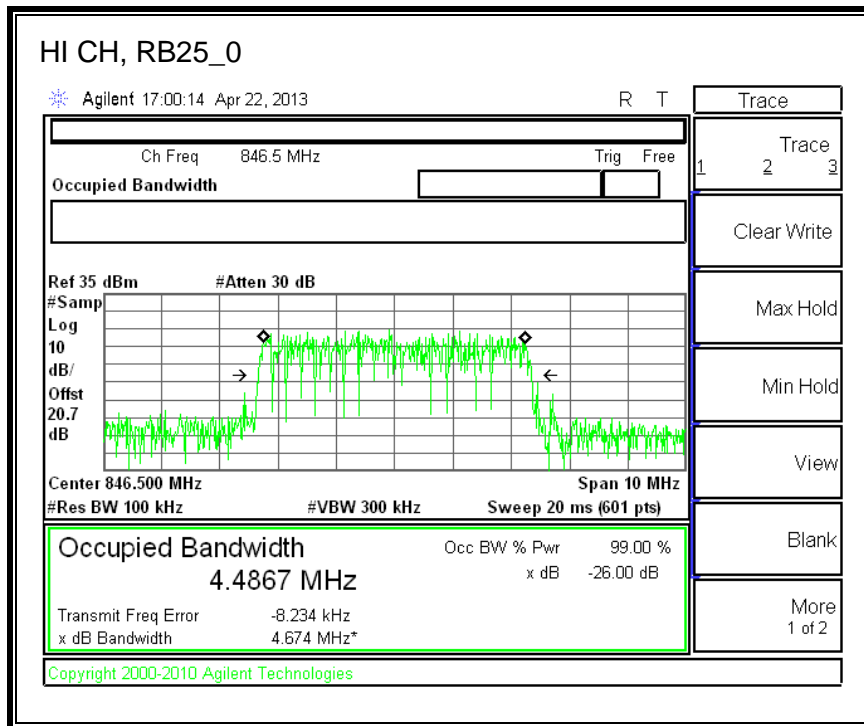 HI CH, RB25_0
Agilent 17:00:14 Apr 22, 2013 R T
Trace
Ch Freq 846.5 MHz Trig Free
Occupied Bandwidth
Trace
1 2 3
Clear Write
Max Hold
Min Hold
View
Blank
More
1 of 2
Ref 35 dBm #Atten 30 dB
#Samp
Log
10
dB/
Offst
20.7
dB
Center 846.500 MHz Span 10 MHz
#Res BW 100 kHz #VBW 300 kHz Sweep 20 ms (601 pts)
Occupied Bandwidth Occ BW % Pwr 99.00 %
4.4867 MHz x dB -26.00 dB
Transmit Freq Error -8.234 kHz
x dB Bandwidth 4.674 MHz*
Copyright 2000-2010 Agilent Technologies